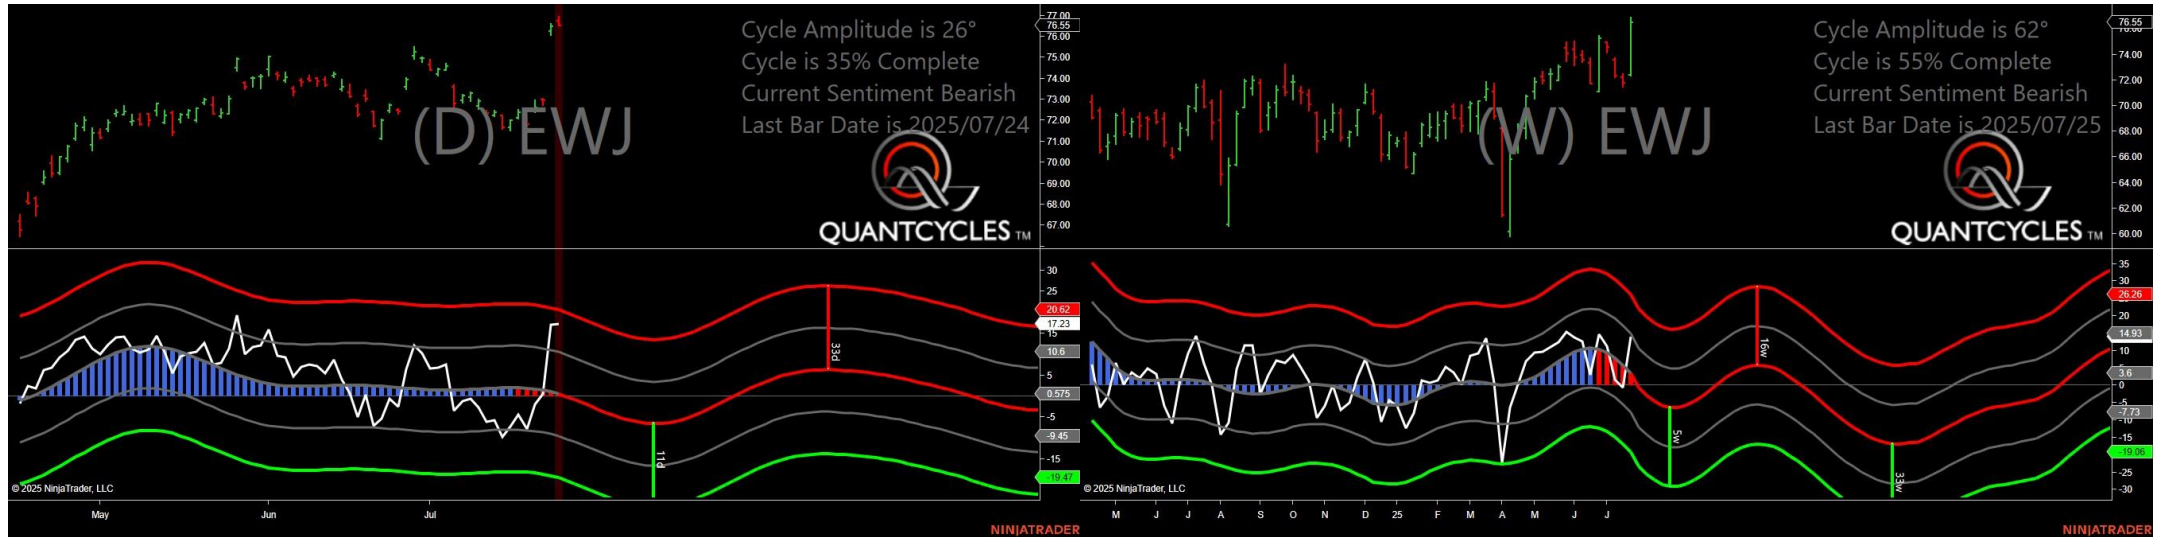 Cycle Amplitude is 26°
Cycle is 35% Complete
Current Sentiment Bearish
Last Bar Date is 2025/07/24
(D) EWJ
QUANTCYCLES TM
77.00
76.55
76.00
75.00
74.00
73.00
72.00
71.00
70.00
69.00
68.00
67.00
30
25
20.62
17.23
15
10.6
5
0.575
-5
-9.45
-15
-19.47
33d
11d
© 2025 NinjaTrader, LLC
May Jun Jul
NINJATRADER
Cycle Amplitude is 62°
Cycle is 55% Complete
Current Sentiment Bearish
Last Bar Date is 2025/07/25
(W) EWJ
QUANTCYCLES TM
76.55
76.00
74.00
72.00
70.00
68.00
66.00
64.00
62.00
60.00
35
30
26.26
20
14.93
10
3.6
0
-5
-7.73
-10
-15
-19.06
-25
-30
16w
5w
33w
© 2025 NinjaTrader, LLC
M J J A S O N D 25 F M A M J J
NINJATRADER